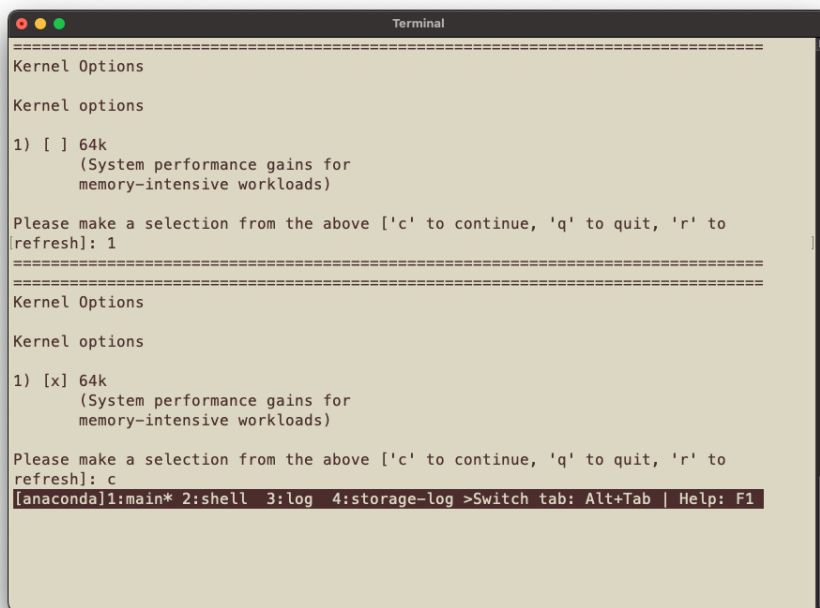 Terminal
================================================================================
Kernel Options
Kernel options
1) [ ] 64k
(System performance gains for
memory-intensive workloads)
Please make a selection from the above ['c' to continue, 'q' to quit, 'r' to
[refresh]: 1 ]
================================================================================
================================================================================
Kernel Options
Kernel options
1) [x] 64k
(System performance gains for
memory-intensive workloads)
Please make a selection from the above ['c' to continue, 'q' to quit, 'r' to
refresh]: c
[anaconda]1:main* 2:shell  3:log  4:storage-log >Switch tab: Alt+Tab | Help: F1